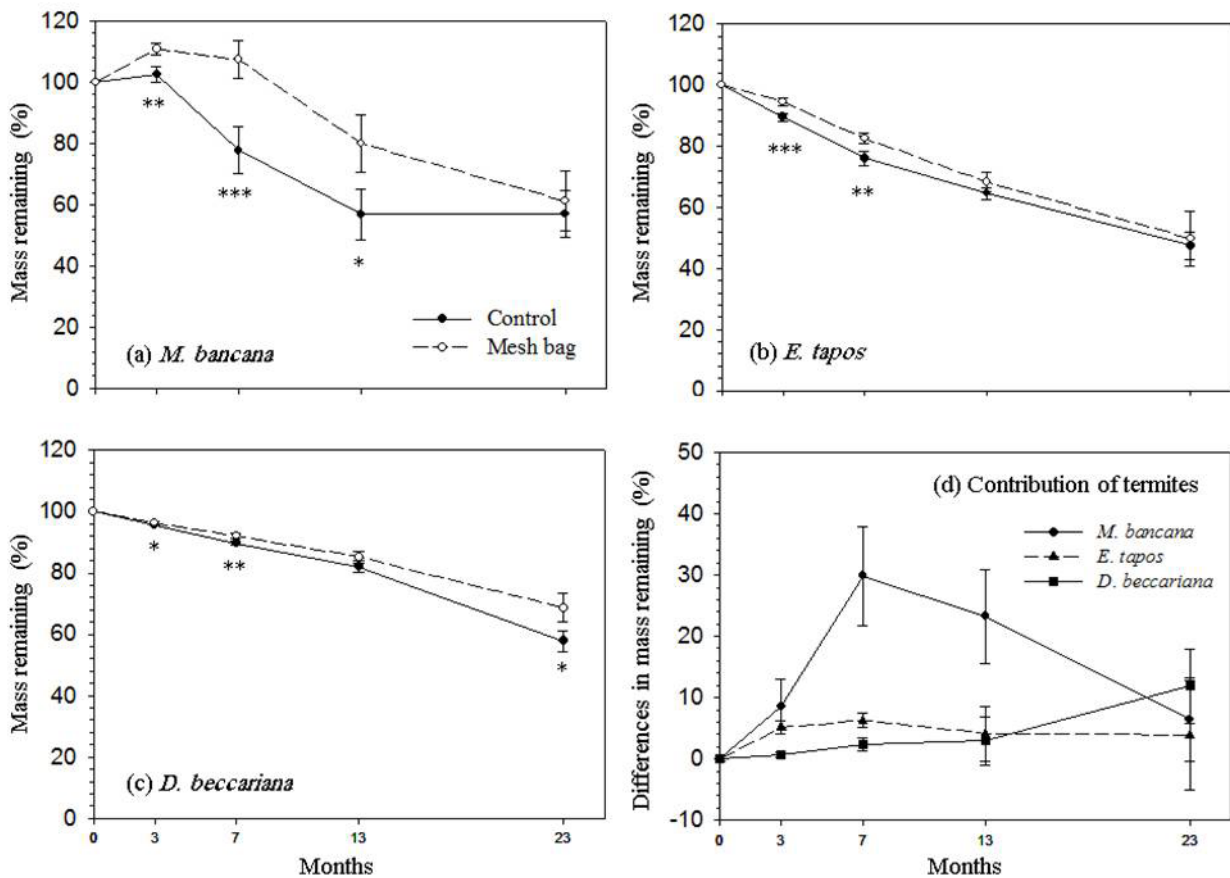 Mass remaining (%)
120
100
80
60
40
20
0
**
***
*
Control
Mesh bag
(a) M. bancana
Mass remaining (%)
120
100
80
60
40
20
0
***
**
(b) E. tapos
Mass remaining (%)
120
100
80
60
40
20
0
*
**
*
(c) D. beccariana
0 3 7 13 23
Months
Differences in mass remaining (%)
50
40
30
20
10
0
-10
(d) Contribution of termites
M. bancana
E. tapos
D. beccariana
0 3 7 13 23
Months